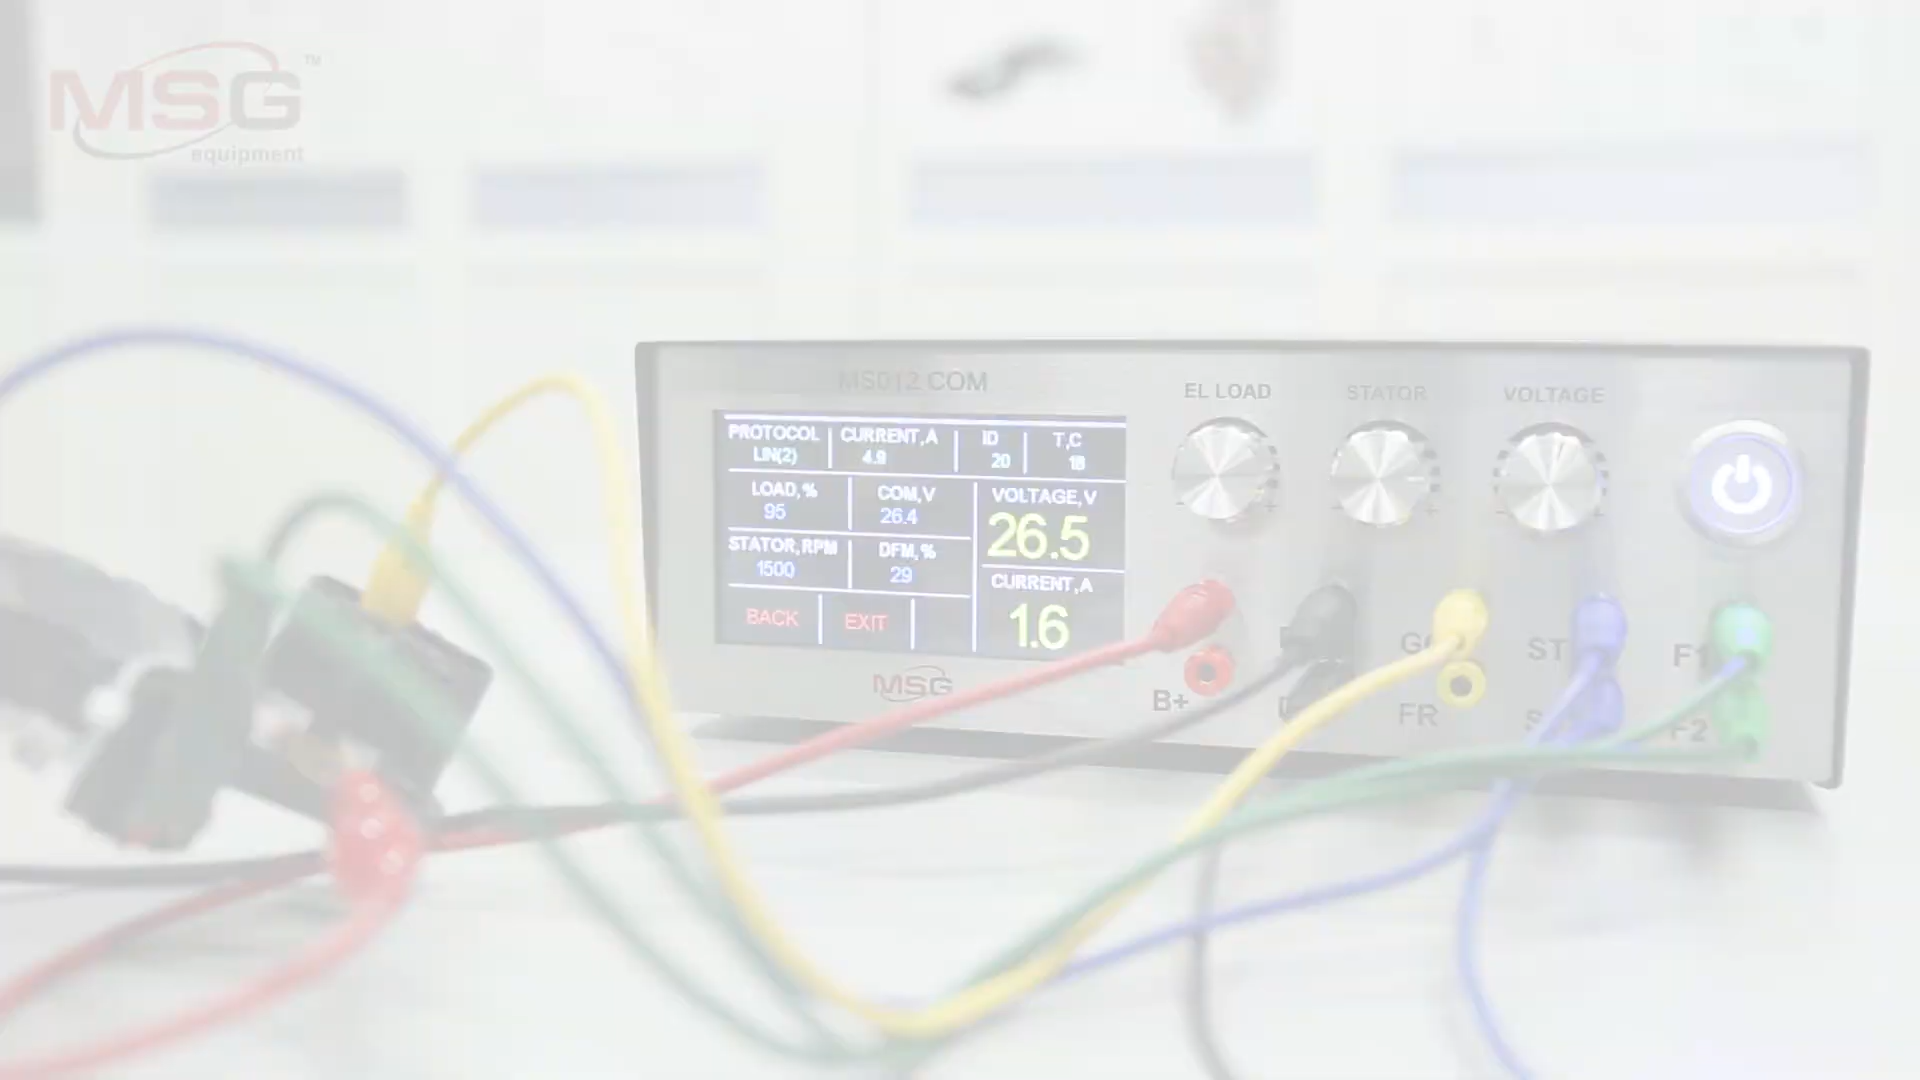 MSG™
equipment
MS012 COM
EL LOAD STATOR VOLTAGE
PROTOCOL CURRENT,A ID T,C
LIN(2) 4.9 20 18
LOAD,% COM,V VOLTAGE,V
95 26.4 26.5
STATOR,RPM DFM,% CURRENT,A
1500 29 1.6
BACK EXIT
MSG
ST F1
B+ FR F2